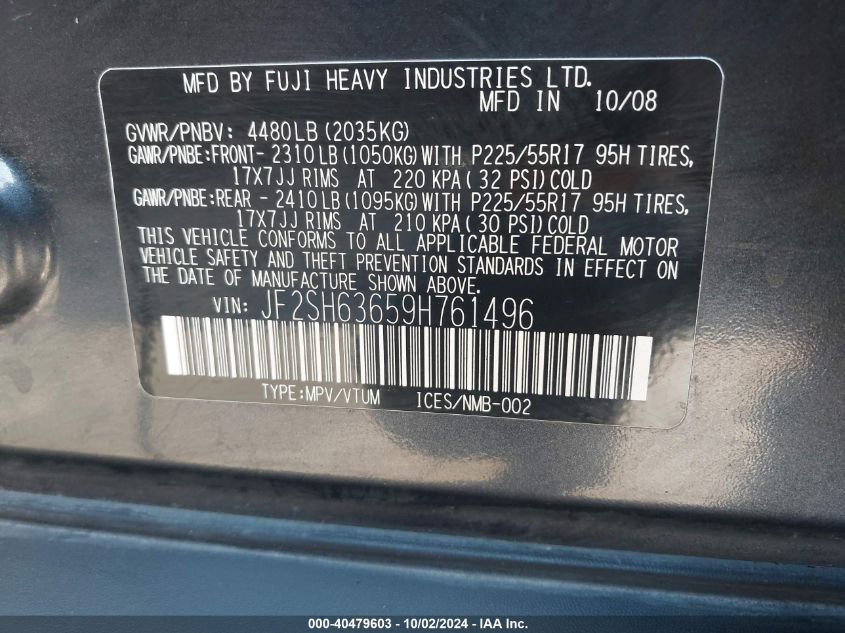 MFD BY FUJI HEAVY INDUSTRIES LTD.
MFD IN 10/08
GVWR/PNBV: 4480LB(2035KG)
GAWR/PNBE:FRONT- 2310LB(1050KG)WITH P225/55R17 95H TIRES,
17X7JJ RIMS AT 220KPA(32 PSI)COLD
GAWR/PNBE:REAR - 2410LB(1095KG)WITH P225/55R17 95H TIRES,
17X7JJ RIMS AT 210KPA(30 PSI)COLD
THIS VEHICLE CONFORMS TO ALL APPLICABLE FEDERAL MOTOR
VEHICLE SAFETY AND THEFT PREVENTION STANDARDS IN EFFECT ON
THE DATE OF MANUFACTURE SHOWN ABOVE.
VIN: JF2SH63659H761496
TYPE:MPV/VTUM ICES/NMB-002
000-40479603 - 10/02/2024 - IAA Inc.